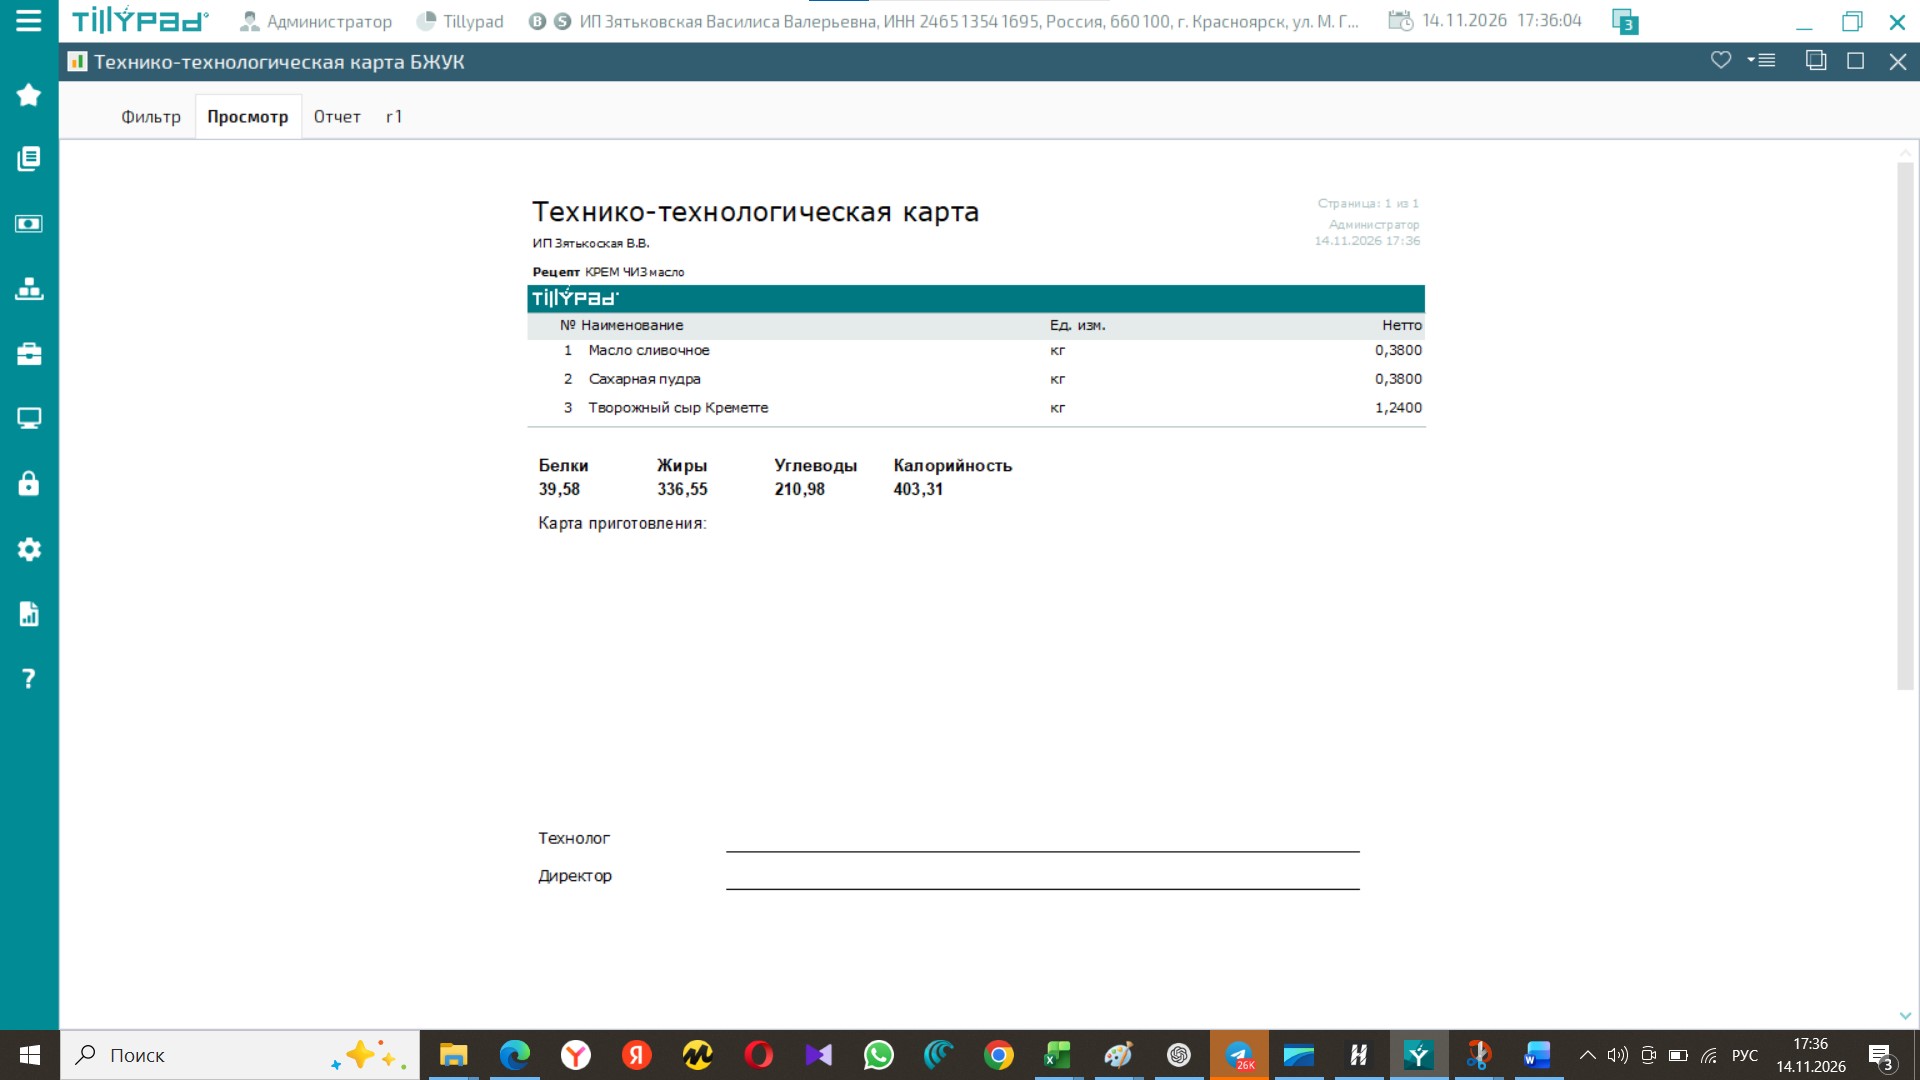 Tillypad
Администратор
Tillypad
B S ИП Зятьковская Василиса Валерьевна, ИНН 246513541695, Россия, 660100, г. Красноярск, ул. М. Г...
14.11.2026 17:36:04
3
Технико-технологическая карта БЖУК
Фильтр Просмотр Отчет r1
Технико-технологическая карта
Страница: 1 из 1
ИП Зятькоская В.В.
Администратор
14.11.2026 17:36
Рецепт КРЕМ ЧИЗ масло
Tillypad
№ Наименование Ед. изм. Нетто
1 Масло сливочное кг 0,3800
2 Сахарная пудра кг 0,3800
3 Творожный сыр Креметте кг 1,2400
Белки Жиры Углеводы Калорийность
39,58 336,55 210,98 403,31
Карта приготовления:
Технолог
Директор
Поиск
26K
РУС
17:36
14.11.2026
3